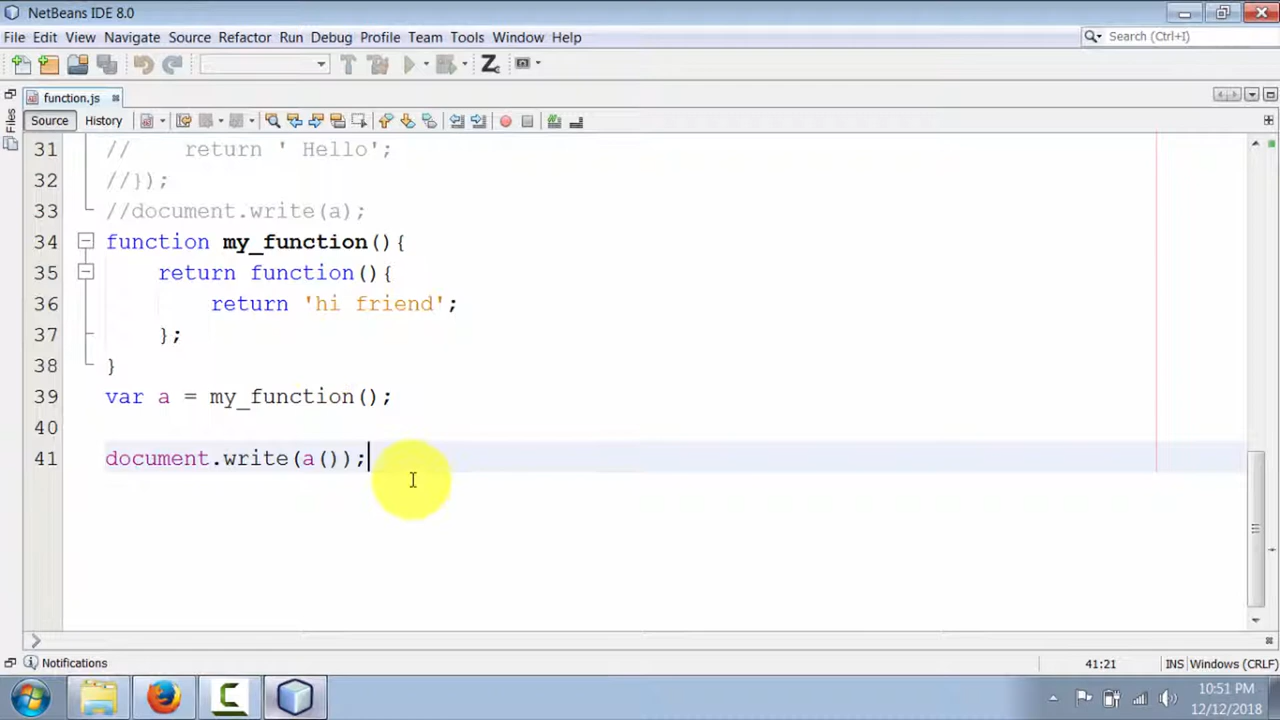 NetBeans IDE 8.0
File Edit View Navigate Source Refactor Run Debug Profile Team Tools Window Help
Search (Ctrl+I)
function.js
Files
Source History
31 //    return ' Hello';
32 //});
33 //document.write(a);
34 function my_function(){
35     return function(){
36         return 'hi friend';
37     };
38 }
39 var a = my_function();
40
41 document.write(a());
Notifications
41:21
INS Windows (CRLF)
10:51 PM
12/12/2018